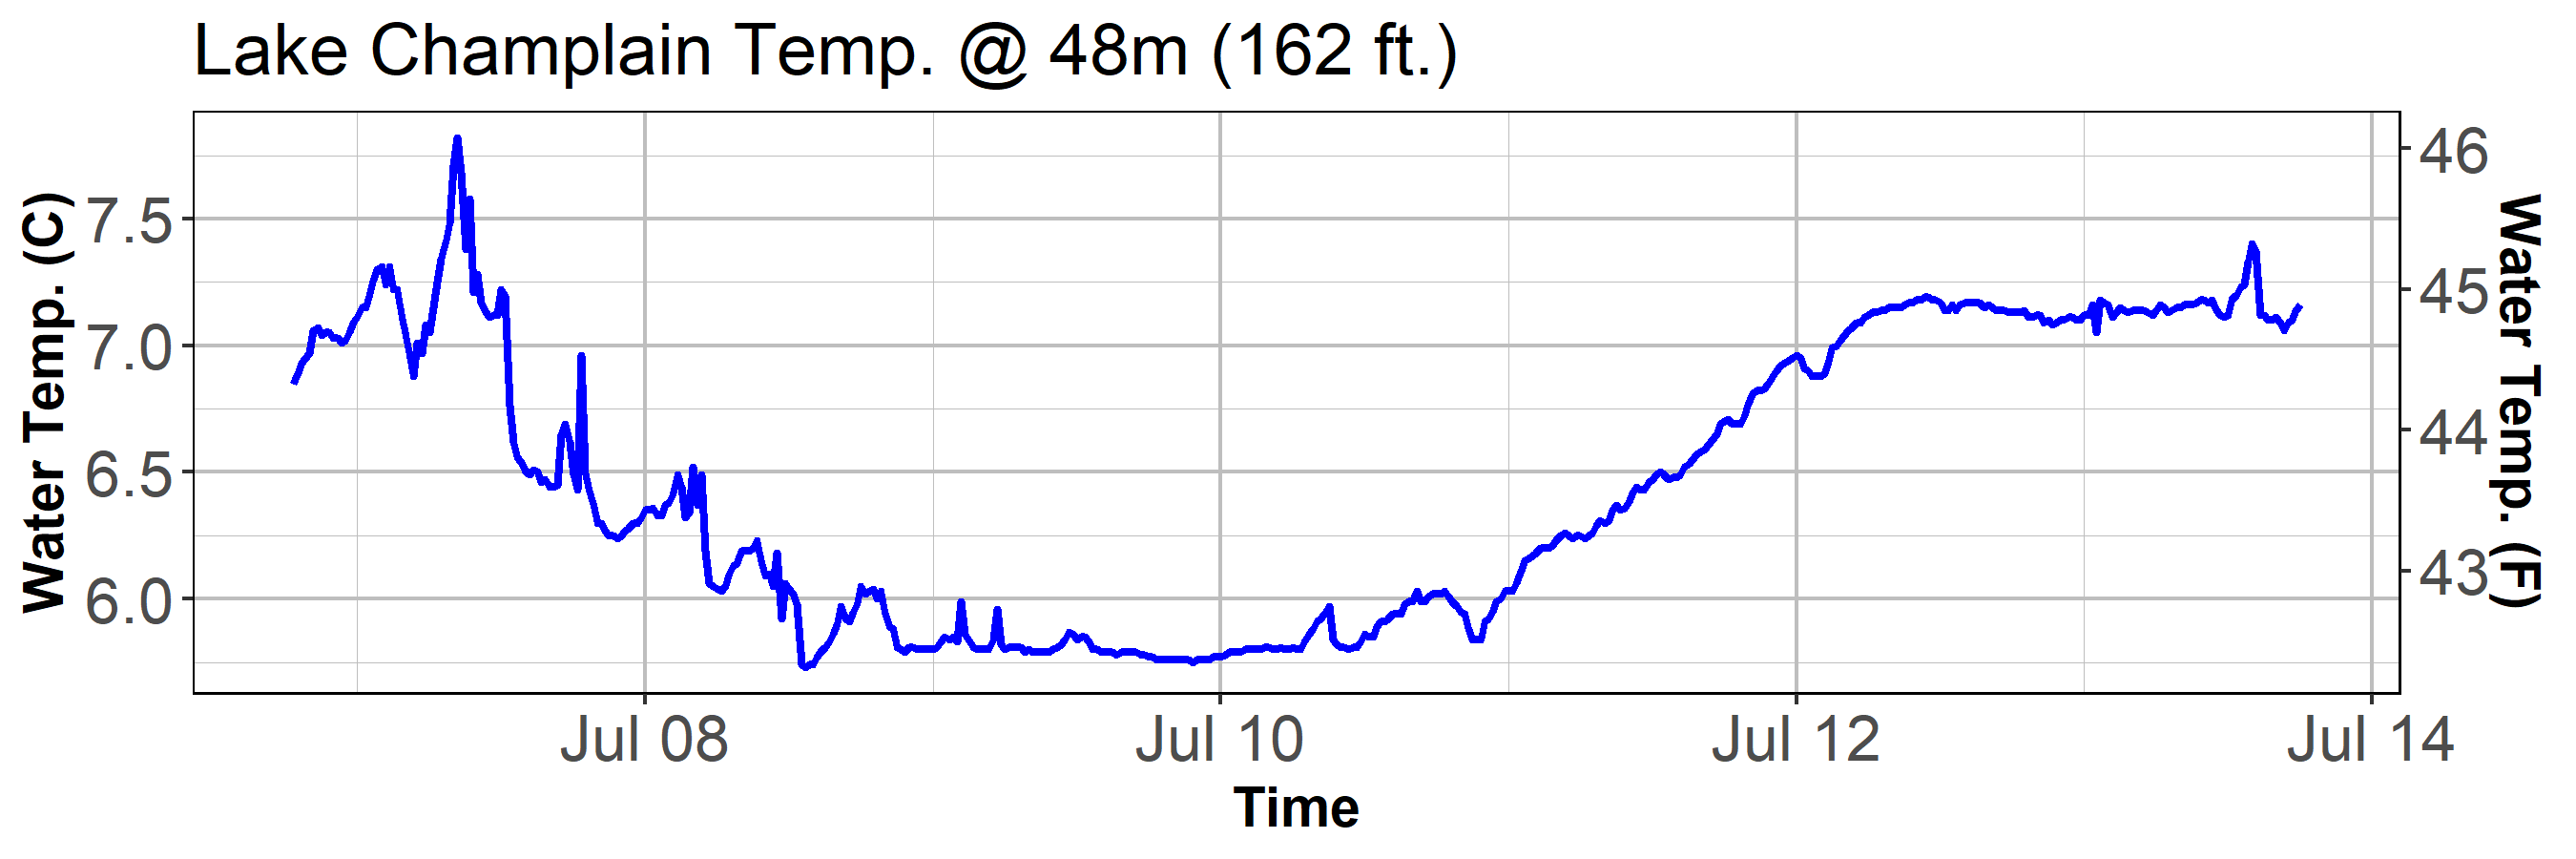 Lake Champlain Temp. @ 48m (162 ft.)
Water Temp. (C)
7.5
7.0
6.5
6.0
46
45
44
43
Water Temp. (F)
Jul 08 Jul 10 Jul 12 Jul 14
Time